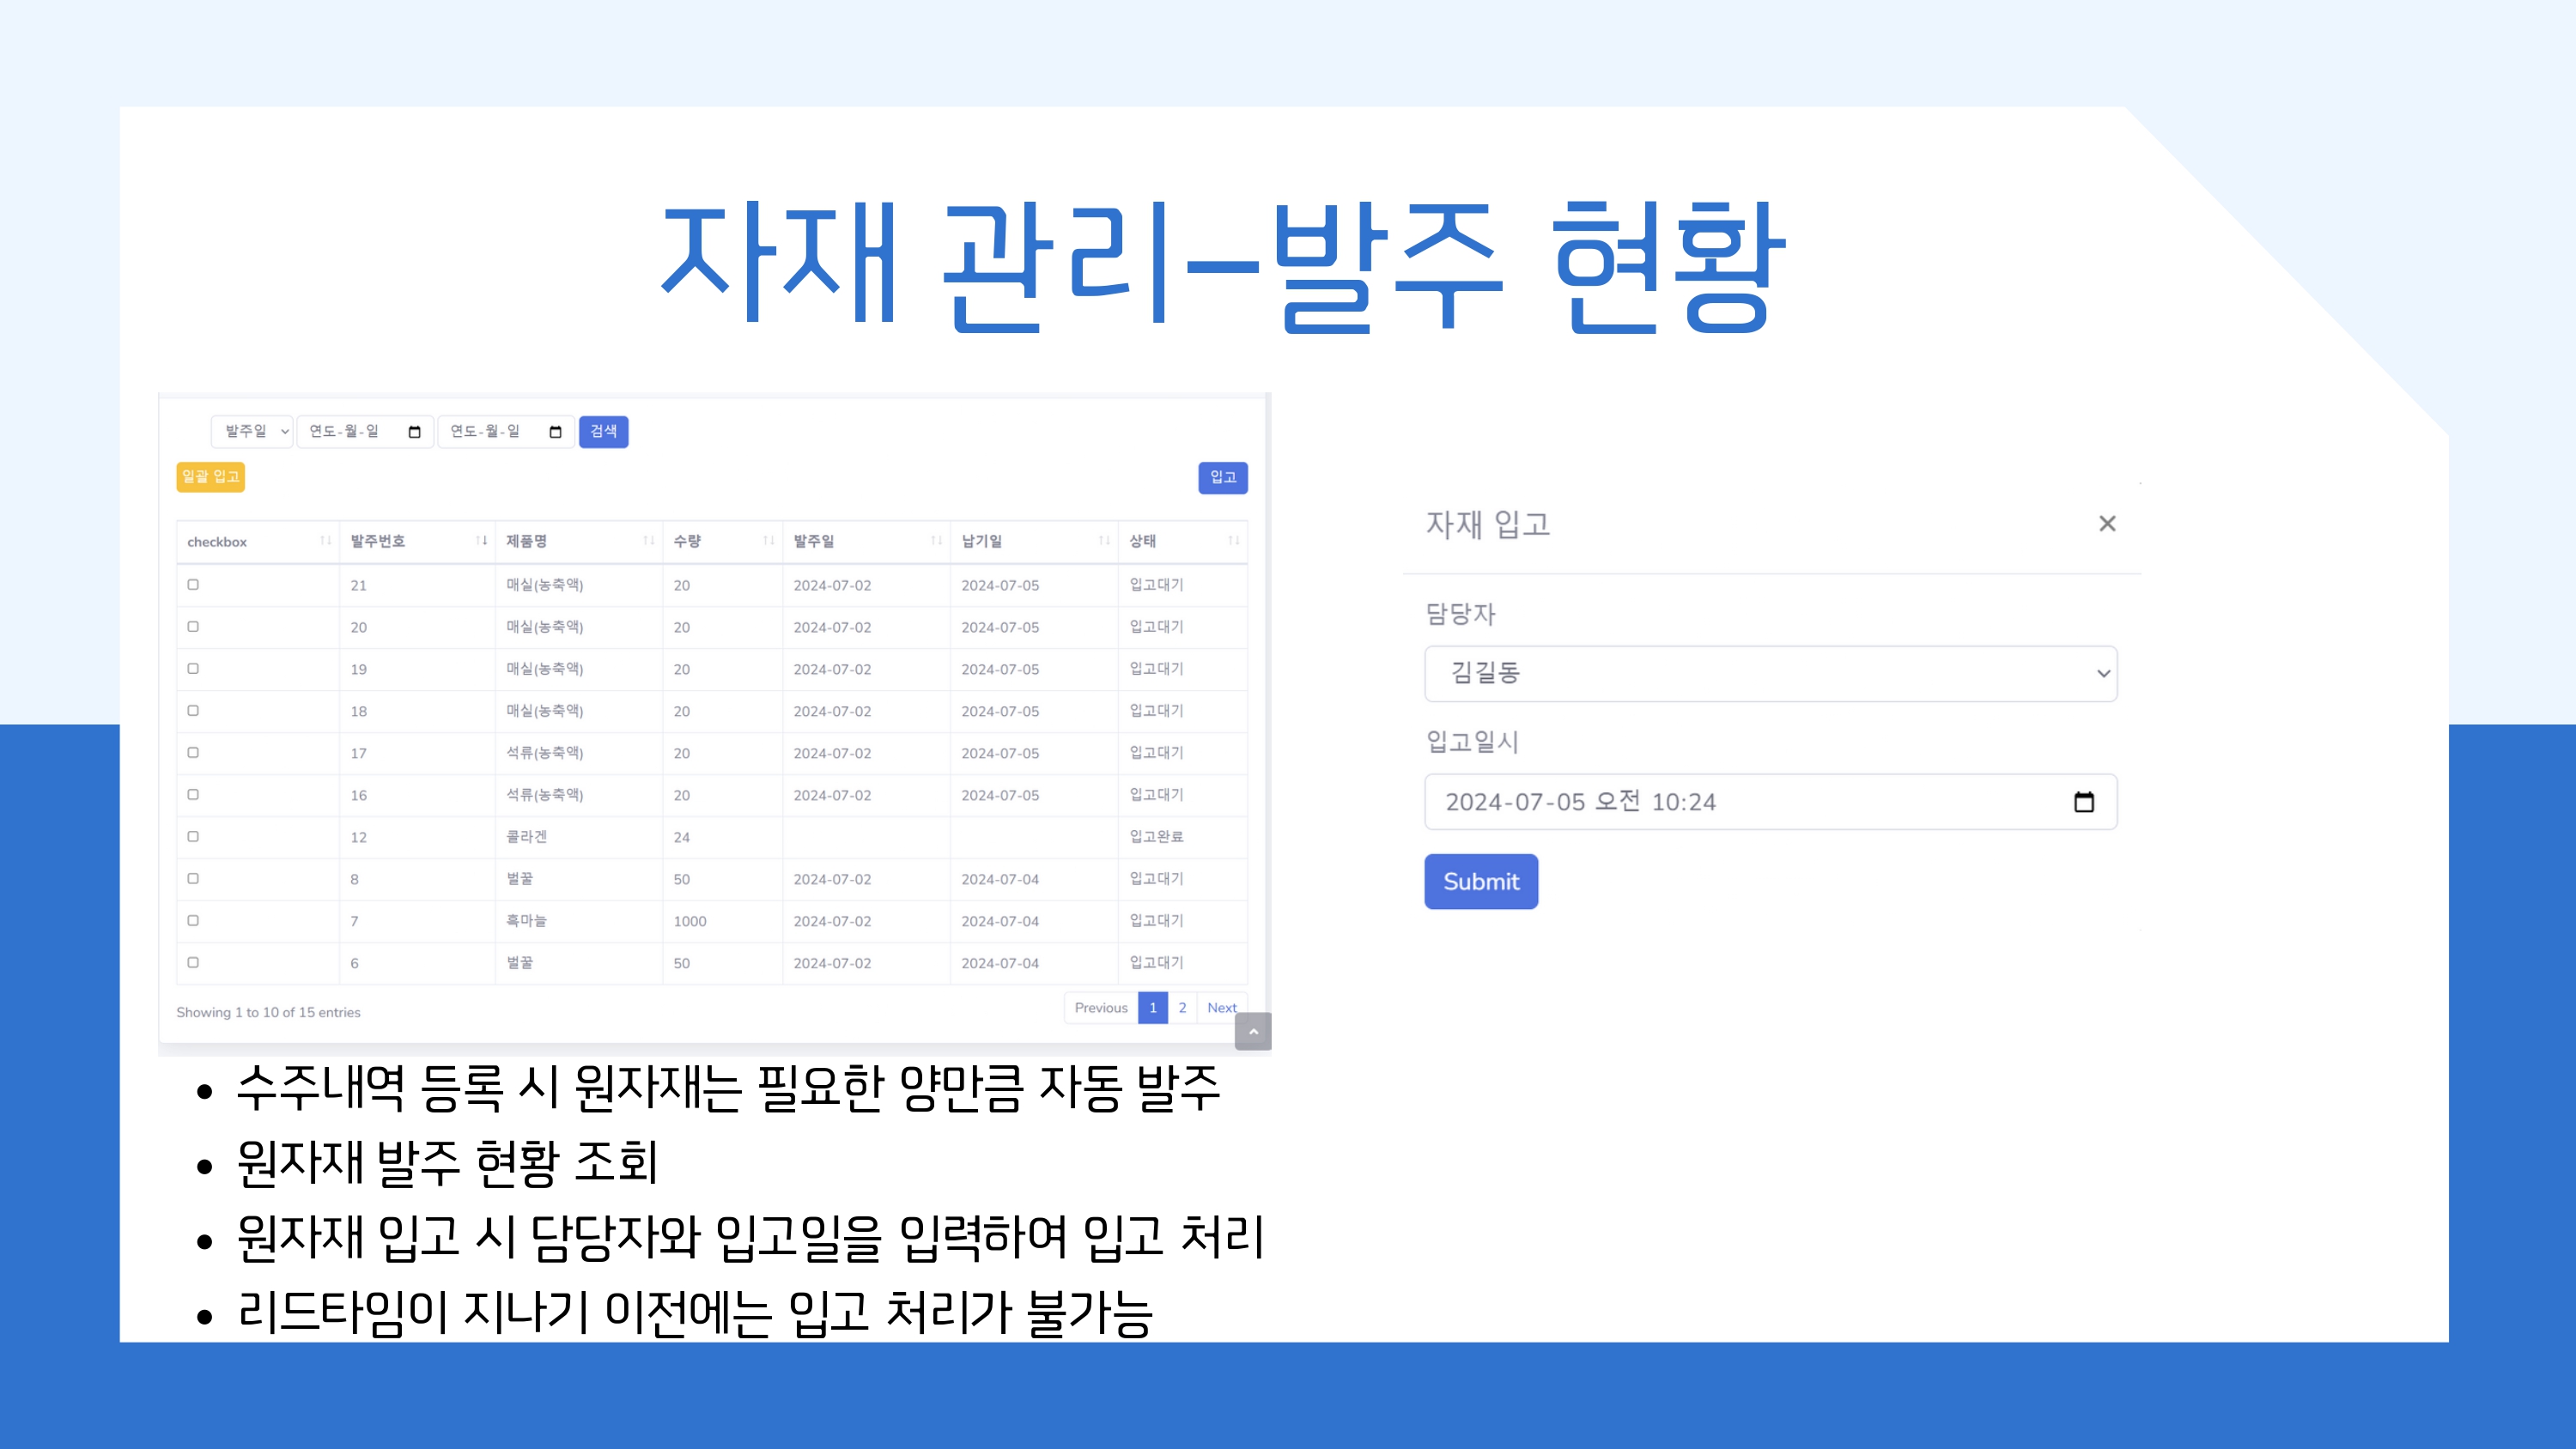 자재 관리-발주 현황
발주일 연도-월-일 연도-월-일 검색
일괄 입고 입고
checkbox 발주번호 제품명 수량 발주일 납기일 상태
21 매실(농축액) 20 2024-07-02 2024-07-05 입고대기
20 매실(농축액) 20 2024-07-02 2024-07-05 입고대기
19 매실(농축액) 20 2024-07-02 2024-07-05 입고대기
18 매실(농축액) 20 2024-07-02 2024-07-05 입고대기
17 석류(농축액) 20 2024-07-02 2024-07-05 입고대기
16 석류(농축액) 20 2024-07-02 2024-07-05 입고대기
12 콜라겐 24 입고완료
8 벌꿀 50 2024-07-02 2024-07-04 입고대기
7 흑마늘 1000 2024-07-02 2024-07-04 입고대기
6 벌꿀 50 2024-07-02 2024-07-04 입고대기
Showing 1 to 10 of 15 entries Previous 1 2 Next
자재 입고 ×
담당자
김길동
입고일시
2024-07-05 오전 10:24
Submit
• 수주내역 등록 시 원자재는 필요한 양만큼 자동 발주
• 원자재 발주 현황 조회
• 원자재 입고 시 담당자와 입고일을 입력하여 입고 처리
• 리드타임이 지나기 이전에는 입고 처리가 불가능